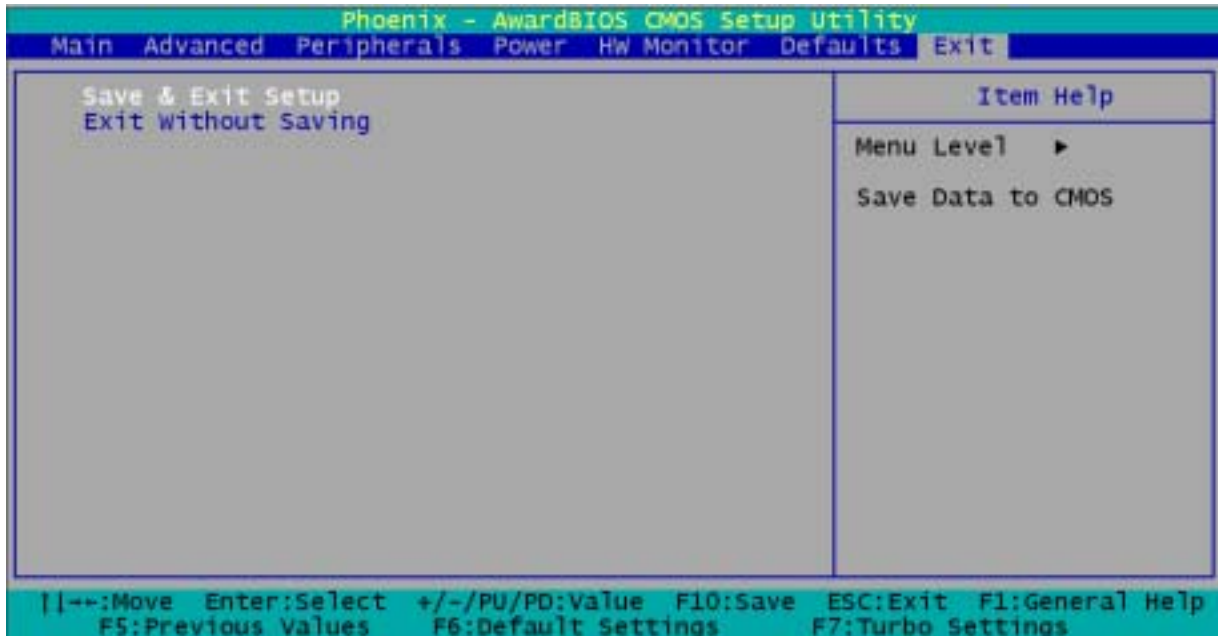 Phoenix - AwardBIOS CMOS Setup Utility
Main Advanced Peripherals Power HW Monitor Defaults Exit
Save & Exit Setup
Exit Without Saving
Item Help
Menu Level ►
Save Data to CMOS
↑↓→←:Move Enter:Select +/-/PU/PD:Value F10:Save ESC:Exit F1:General Help
F5:Previous Values F6:Default Settings F7:Turbo Settings